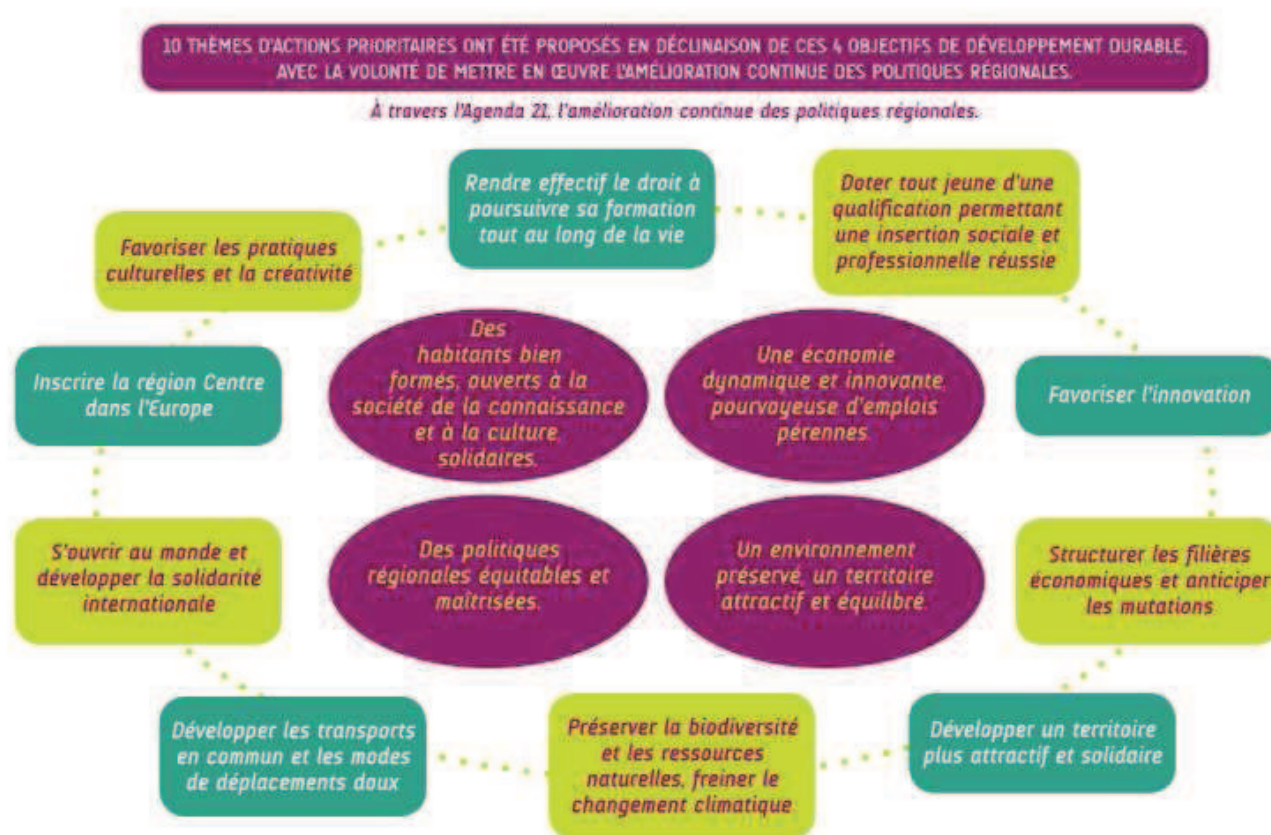 10 THÈMES D'ACTIONS PRIORITAIRES ONT ÉTÉ PROPOSÉS EN DÉCLINAISON DE CES 4 OBJECTIFS DE DÉVELOPPEMENT DURABLE,
AVEC LA VOLONTÉ DE METTRE EN ŒUVRE L'AMÉLIORATION CONTINUE DES POLITIQUES RÉGIONALES.
À travers l'Agenda 21, l'amélioration continue des politiques régionales.
Rendre effectif le droit à
poursuivre sa formation
tout au long de la vie
Doter tout jeune d'une
qualification permettant
une insertion sociale et
professionnelle réussie
Favoriser les pratiques
culturelles et la créativité
Des
habitants bien
formés, ouverts à la
société de la connaissance
et à la culture,
solidaires.
Une économie
dynamique et innovante,
pourvoyeuse d'emplois
pérennes.
Inscrire la région Centre
dans l'Europe
Favoriser l'innovation
S'ouvrir au monde et
développer la solidarité
internationale
Des politiques
régionales équitables et
maîtrisées.
Un environnement
préservé, un territoire
attractif et équilibré.
Structurer les filières
économiques et anticiper
les mutations
Développer les transports
en commun et les modes
de déplacements doux
Préserver la biodiversité
et les ressources
naturelles, freiner le
changement climatique
Développer un territoire
plus attractif et solidaire